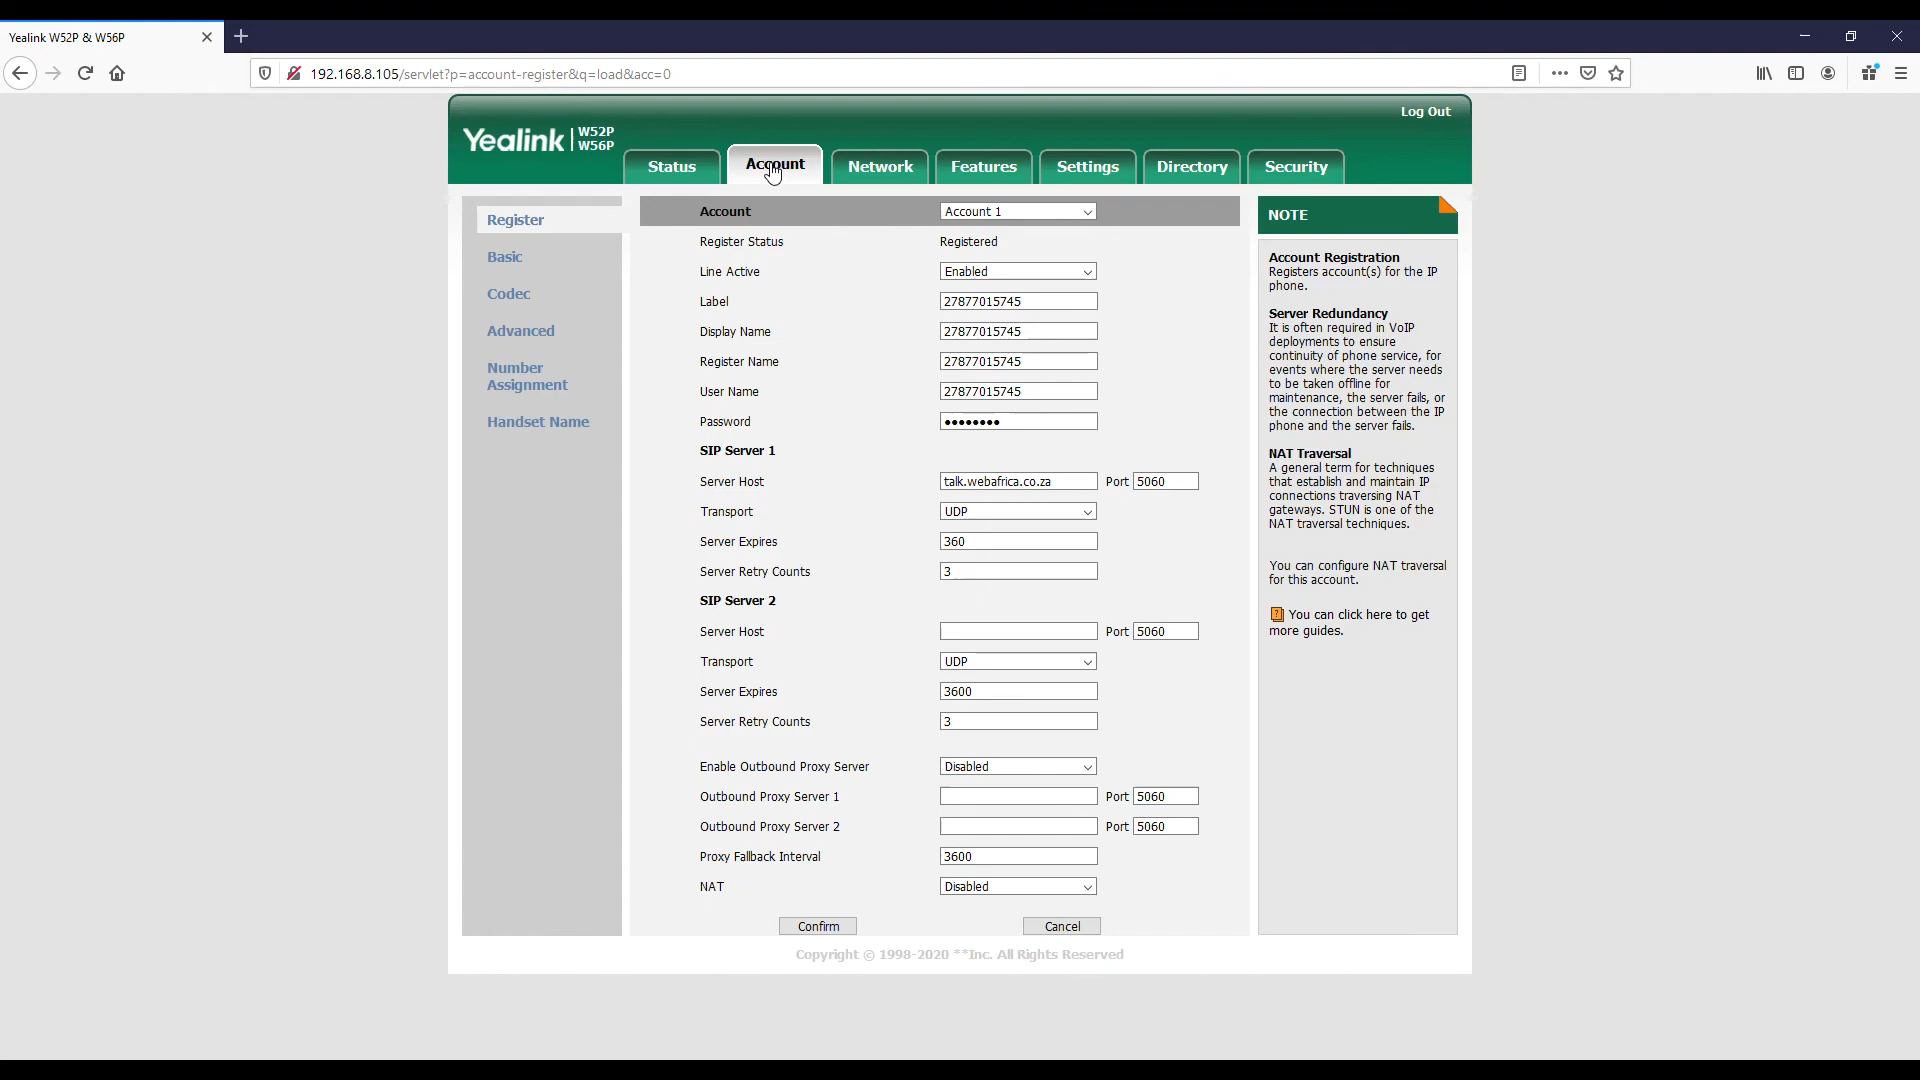 Yealink W52P & W56P
192.168.8.105/servlet?p=account-register&q=load&acc=0
Log Out
Yealink W52P W56P
Status Account Network Features Settings Directory Security
Register
Basic
Codec
Advanced
Number
Assignment
Handset Name
Account Account 1
Register Status Registered
Line Active Enabled
Label 27877015745
Display Name 27877015745
Register Name 27877015745
User Name 27877015745
Password ●●●●●●●●
SIP Server 1
Server Host talk.webafrica.co.za Port 5060
Transport UDP
Server Expires 360
Server Retry Counts 3
SIP Server 2
Server Host Port 5060
Transport UDP
Server Expires 3600
Server Retry Counts 3
Enable Outbound Proxy Server Disabled
Outbound Proxy Server 1 Port 5060
Outbound Proxy Server 2 Port 5060
Proxy Fallback Interval 3600
NAT Disabled
Confirm Cancel
NOTE
Account Registration
Registers account(s) for the IP
phone.
Server Redundancy
It is often required in VoIP
deployments to ensure
continuity of phone service, for
events where the server needs
to be taken offline for
maintenance, the server fails, or
the connection between the IP
phone and the server fails.
NAT Traversal
A general term for techniques
that establish and maintain IP
connections traversing NAT
gateways. STUN is one of the
NAT traversal techniques.
You can configure NAT traversal
for this account.
? You can click here to get
more guides.
Copyright © 1998-2020 **Inc. All Rights Reserved